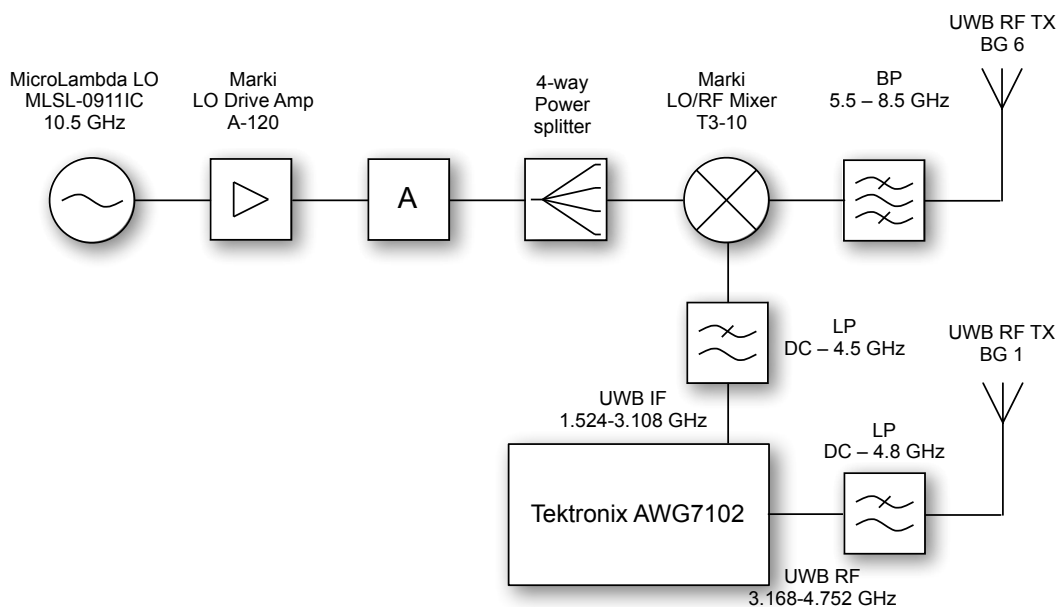 UWB RF TX
BG 6
MicroLambda LO
MLSL-0911IC
10.5 GHz
Marki
LO Drive Amp
A-120
4-way
Power
splitter
Marki
LO/RF Mixer
T3-10
BP
5.5 – 8.5 GHz
A
LP
DC – 4.5 GHz
UWB RF TX
BG 1
UWB IF
1.524-3.108 GHz
LP
DC – 4.8 GHz
Tektronix AWG7102
UWB RF
3.168-4.752 GHz